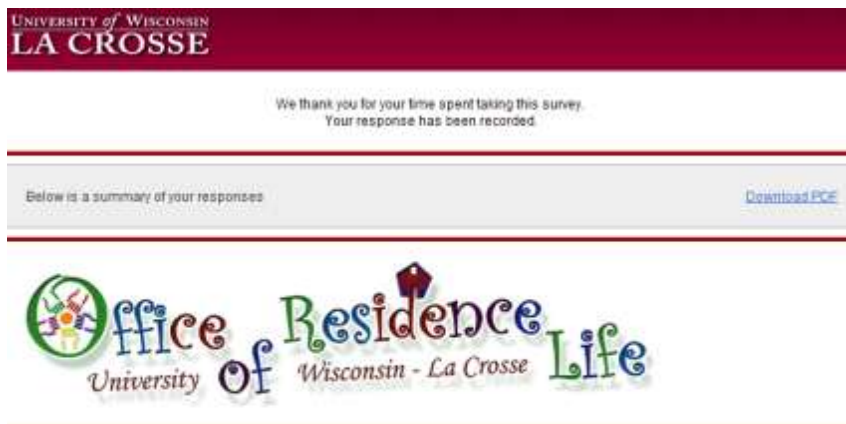 UNIVERSITY of WISCONSIN
LA CROSSE
We thank you for your time spent taking this survey.
Your response has been recorded.
Below is a summary of your responses
Download PDF
Office of Residence Life
University Wisconsin - La Crosse